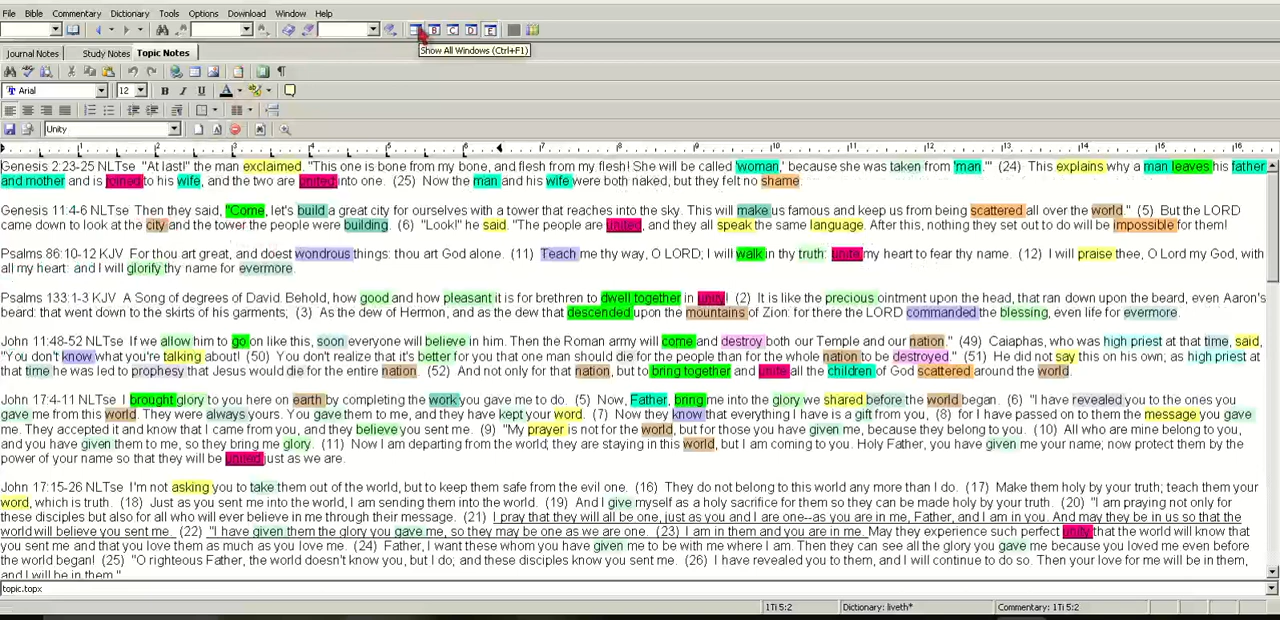 File Bible Commentary Dictionary Tools Options Download Window Help
B C D E
Show All Windows (Ctrl+F1)
Journal Notes Study Notes Topic Notes
Arial 12 B I U A
Unity
1 2 3 4 5 6 7 8 9 10 11 12 13 14 15 16
Genesis 2:23-25 NLTse "At last!" the man exclaimed. "This one is bone from my bone, and flesh from my flesh! She will be called 'woman,' because she was taken from 'man.'" (24) This explains why a man leaves his father
and mother and is joined to his wife, and the two are united into one. (25) Now the man and his wife were both naked, but they felt no shame.
Genesis 11:4-6 NLTse Then they said, "Come, let's build a great city for ourselves with a tower that reaches into the sky. This will make us famous and keep us from being scattered all over the world." (5) But the LORD
came down to look at the city and the tower the people were building. (6) "Look!" he said. "The people are united, and they all speak the same language. After this, nothing they set out to do will be impossible for them!
Psalms 86:10-12 KJV For thou art great, and doest wondrous things: thou art God alone. (11) Teach me thy way, O LORD; I will walk in thy truth: unite my heart to fear thy name. (12) I will praise thee, O Lord my God, with
all my heart: and I will glorify thy name for evermore.
Psalms 133:1-3 KJV A Song of degrees of David. Behold, how good and how pleasant it is for brethren to dwell together in unity! (2) It is like the precious ointment upon the head, that ran down upon the beard, even Aaron's
beard: that went down to the skirts of his garments; (3) As the dew of Hermon, and as the dew that descended upon the mountains of Zion: for there the LORD commanded the blessing, even life for evermore.
John 11:48-52 NLTse If we allow him to go on like this, soon everyone will believe in him. Then the Roman army will come and destroy both our Temple and our nation." (49) Caiaphas, who was high priest at that time, said,
"You don't know what you're talking about! (50) You don't realize that it's better for you that one man should die for the people than for the whole nation to be destroyed." (51) He did not say this on his own; as high priest at
that time he was led to prophesy that Jesus would die for the entire nation. (52) And not only for that nation, but to bring together and unite all the children of God scattered around the world.
John 17:4-11 NLTse I brought glory to you here on earth by completing the work you gave me to do. (5) Now, Father, bring me into the glory we shared before the world began. (6) "I have revealed you to the ones you
gave me from this world. They were always yours. You gave them to me, and they have kept your word. (7) Now they know that everything I have is a gift from you, (8) for I have passed on to them the message you gave
me. They accepted it and know that I came from you, and they believe you sent me. (9) "My prayer is not for the world, but for those you have given me, because they belong to you. (10) All who are mine belong to you,
and you have given them to me, so they bring me glory. (11) Now I am departing from the world; they are staying in this world, but I am coming to you. Holy Father, you have given me your name; now protect them by the
power of your name so that they will be united just as we are.
John 17:15-26 NLTse I'm not asking you to take them out of the world, but to keep them safe from the evil one. (16) They do not belong to this world any more than I do. (17) Make them holy by your truth; teach them your
word, which is truth. (18) Just as you sent me into the world, I am sending them into the world. (19) And I give myself as a holy sacrifice for them so they can be made holy by your truth. (20) "I am praying not only for
these disciples but also for all who will ever believe in me through their message. (21) I pray that they will all be one, just as you and I are one--as you are in me, Father, and I am in you. And may they be in us so that the
world will believe you sent me. (22) "I have given them the glory you gave me, so they may be one as we are one. (23) I am in them and you are in me. May they experience such perfect unity that the world will know that
you sent me and that you love them as much as you love me. (24) Father, I want these whom you have given me to be with me where I am. Then they can see all the glory you gave me because you loved me even before
the world began! (25) "O righteous Father, the world doesn't know you, but I do; and these disciples know you sent me. (26) I have revealed you to them, and I will continue to do so. Then your love for me will be in them,
and I will be in them."
topic.topx
1Ti 5:2 Dictionary: liveth* Commentary: 1Ti 5:2